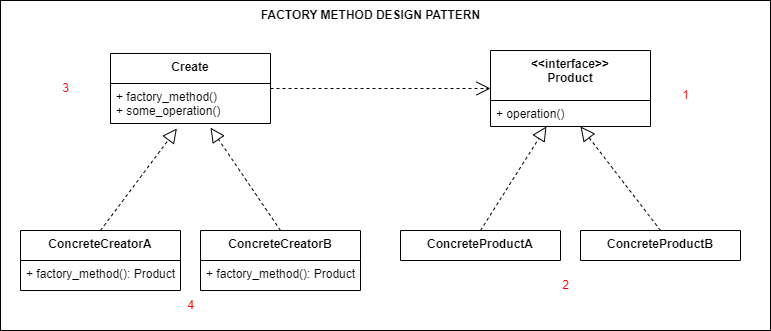 FACTORY METHOD DESIGN PATTERN
Create
+ factory_method()
+ some_operation()
3
<<interface>>
Product
+ operation()
1
ConcreteCreatorA
+ factory_method(): Product
ConcreteCreatorB
+ factory_method(): Product
4
ConcreteProductA
ConcreteProductB
2